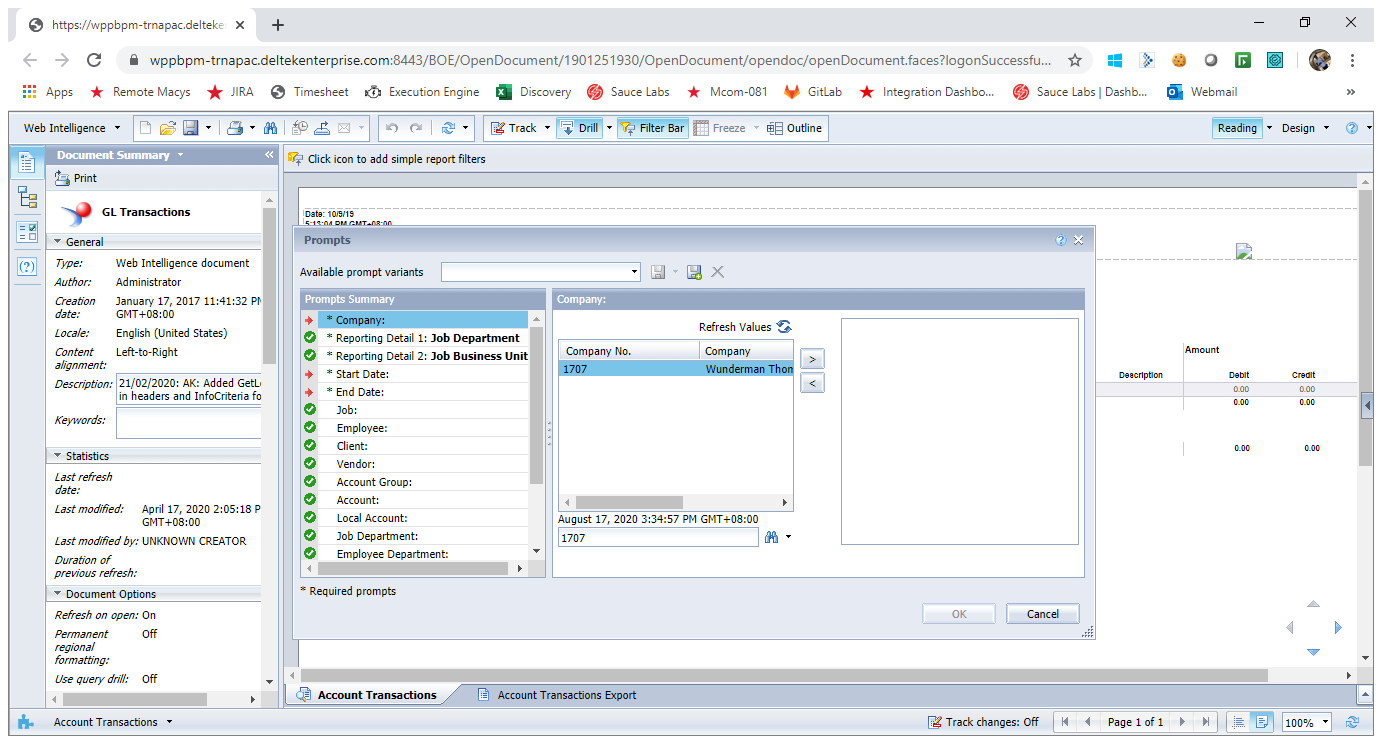 https://wppbpm-trnapac.delteke
wppbpm-trnapac.deltekenterprise.com:8443/BOE/OpenDocument/1901251930/OpenDocument/opendoc/openDocument.faces?logonSuccessfu...
Apps Remote Macys JIRA Timesheet Execution Engine Discovery Sauce Labs Mcom-081 GitLab Integration Dashbo... Sauce Labs | Dashb... Webmail »
Web Intelligence Track Drill Filter Bar Freeze Outline Reading Design
Document Summary
Click icon to add simple report filters
Print
GL Transactions
General
Type: Web Intelligence document
Author: Administrator
Creation date: January 17, 2017 11:41:32 PM GMT+08:00
Locale: English (United States)
Content alignment: Left-to-Right
Description: 21/02/2020: AK: Added GetL
in headers and InfoCriteria fo
Keywords:
Statistics
Last refresh date:
Last modified: April 17, 2020 2:05:18 P
GMT+08:00
Last modified by: UNKNOWN CREATOR
Duration of previous refresh:
Document Options
Refresh on open: On
Permanent regional formatting: Off
Use query drill: Off
Date: 10/9/19
5:13:04 PM GMT+08:00
Prompts
Available prompt variants
Prompts Summary
* Company:
* Reporting Detail 1: Job Department
* Reporting Detail 2: Job Business Unit
* Start Date:
* End Date:
Job:
Employee:
Client:
Vendor:
Account Group:
Account:
Local Account:
Job Department:
Employee Department:
* Required prompts
Company:
Refresh Values
Company No. Company
1707 Wunderman Thon
> 
<
August 17, 2020 3:34:57 PM GMT+08:00
1707
OK Cancel
Amount
Description Debit Credit
0.00 0.00
0.00 0.00
0.00 0.00
Account Transactions Account Transactions Export
Account Transactions Track changes: Off Page 1 of 1 100%